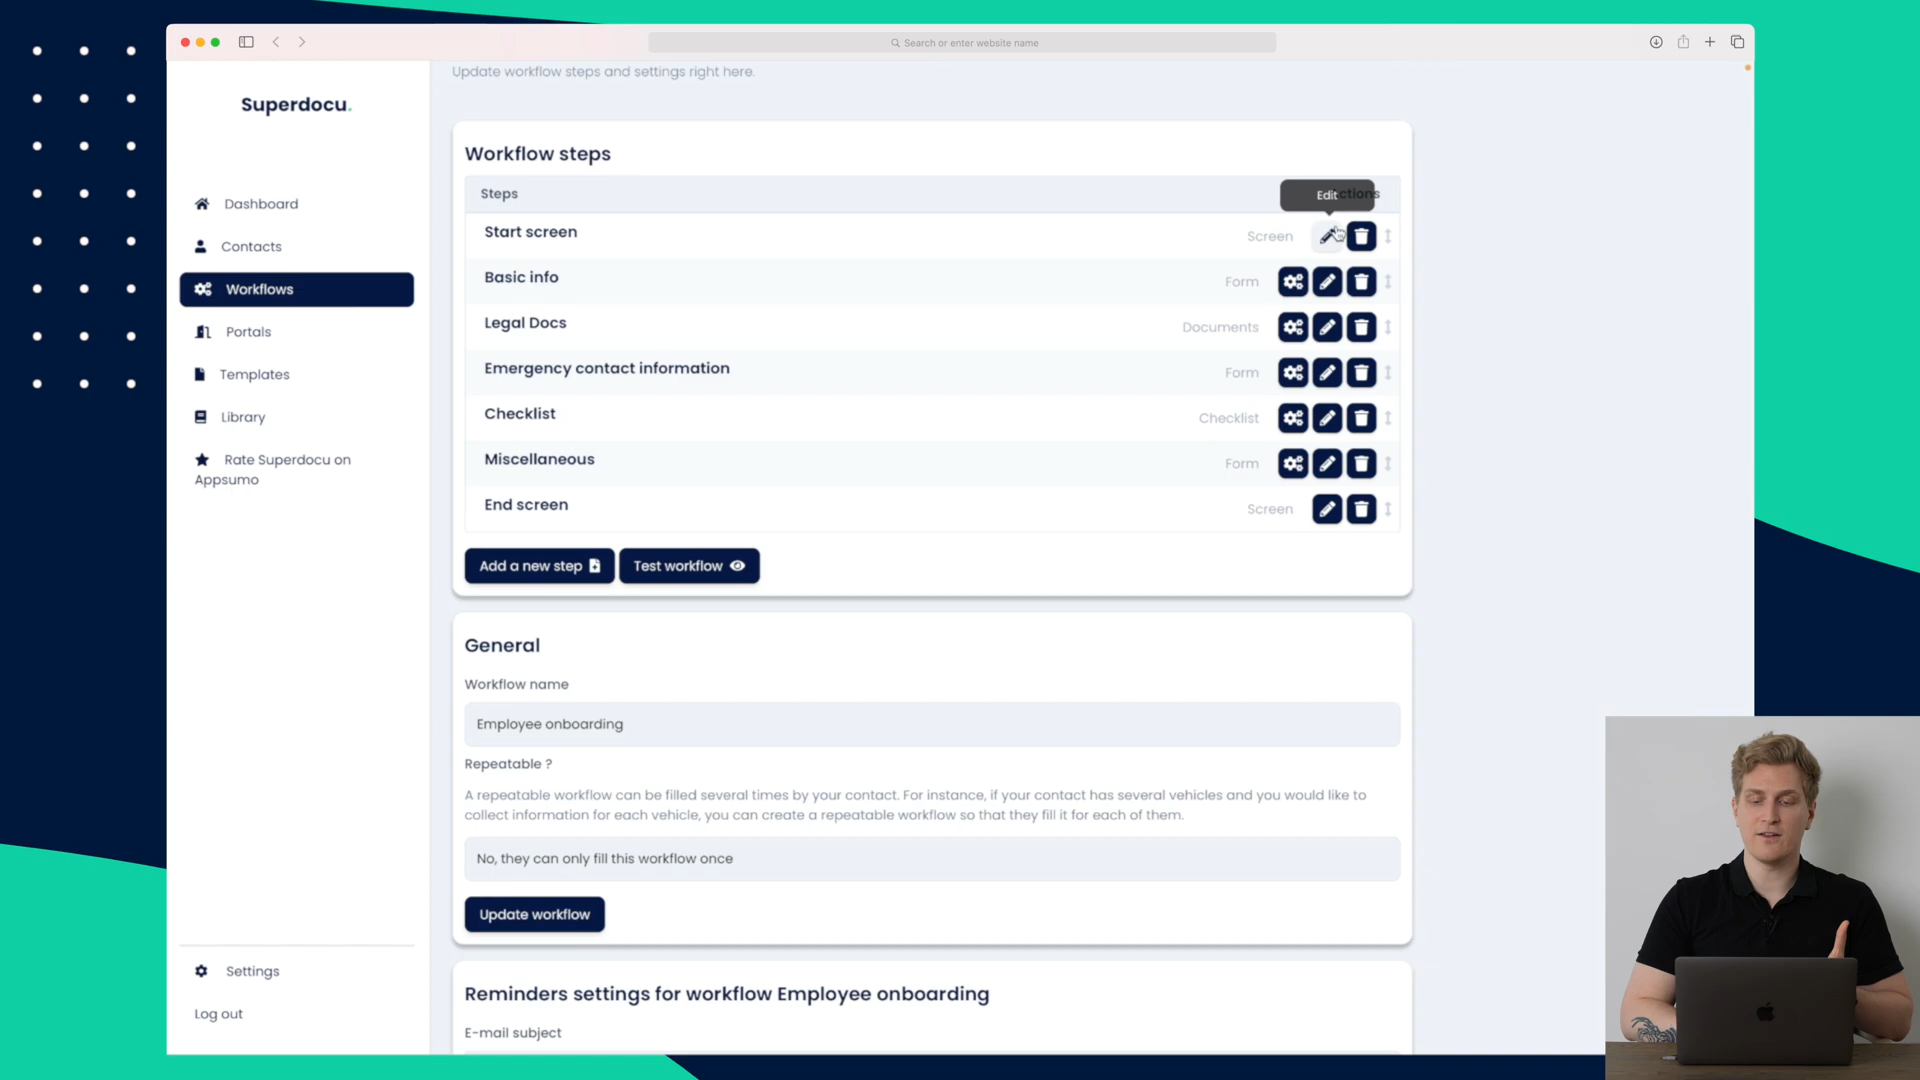 Search or enter website name
Update workflow steps and settings right here.
Superdocu.
Dashboard
Contacts
Workflows
Portals
Templates
Library
Rate Superdocu on
Appsumo
Settings
Log out
Workflow steps
Steps
Edit
Start screen Screen
Basic info Form
Legal Docs Documents
Emergency contact information Form
Checklist Checklist
Miscellaneous Form
End screen Screen
Add a new step Test workflow
General
Workflow name
Employee onboarding
Repeatable ?
A repeatable workflow can be filled several times by your contact. For instance, if your contact has several vehicles and you would like to
collect information for each vehicle, you can create a repeatable workflow so that they fill it for each of them.
No, they can only fill this workflow once
Update workflow
Reminders settings for workflow Employee onboarding
E-mail subject